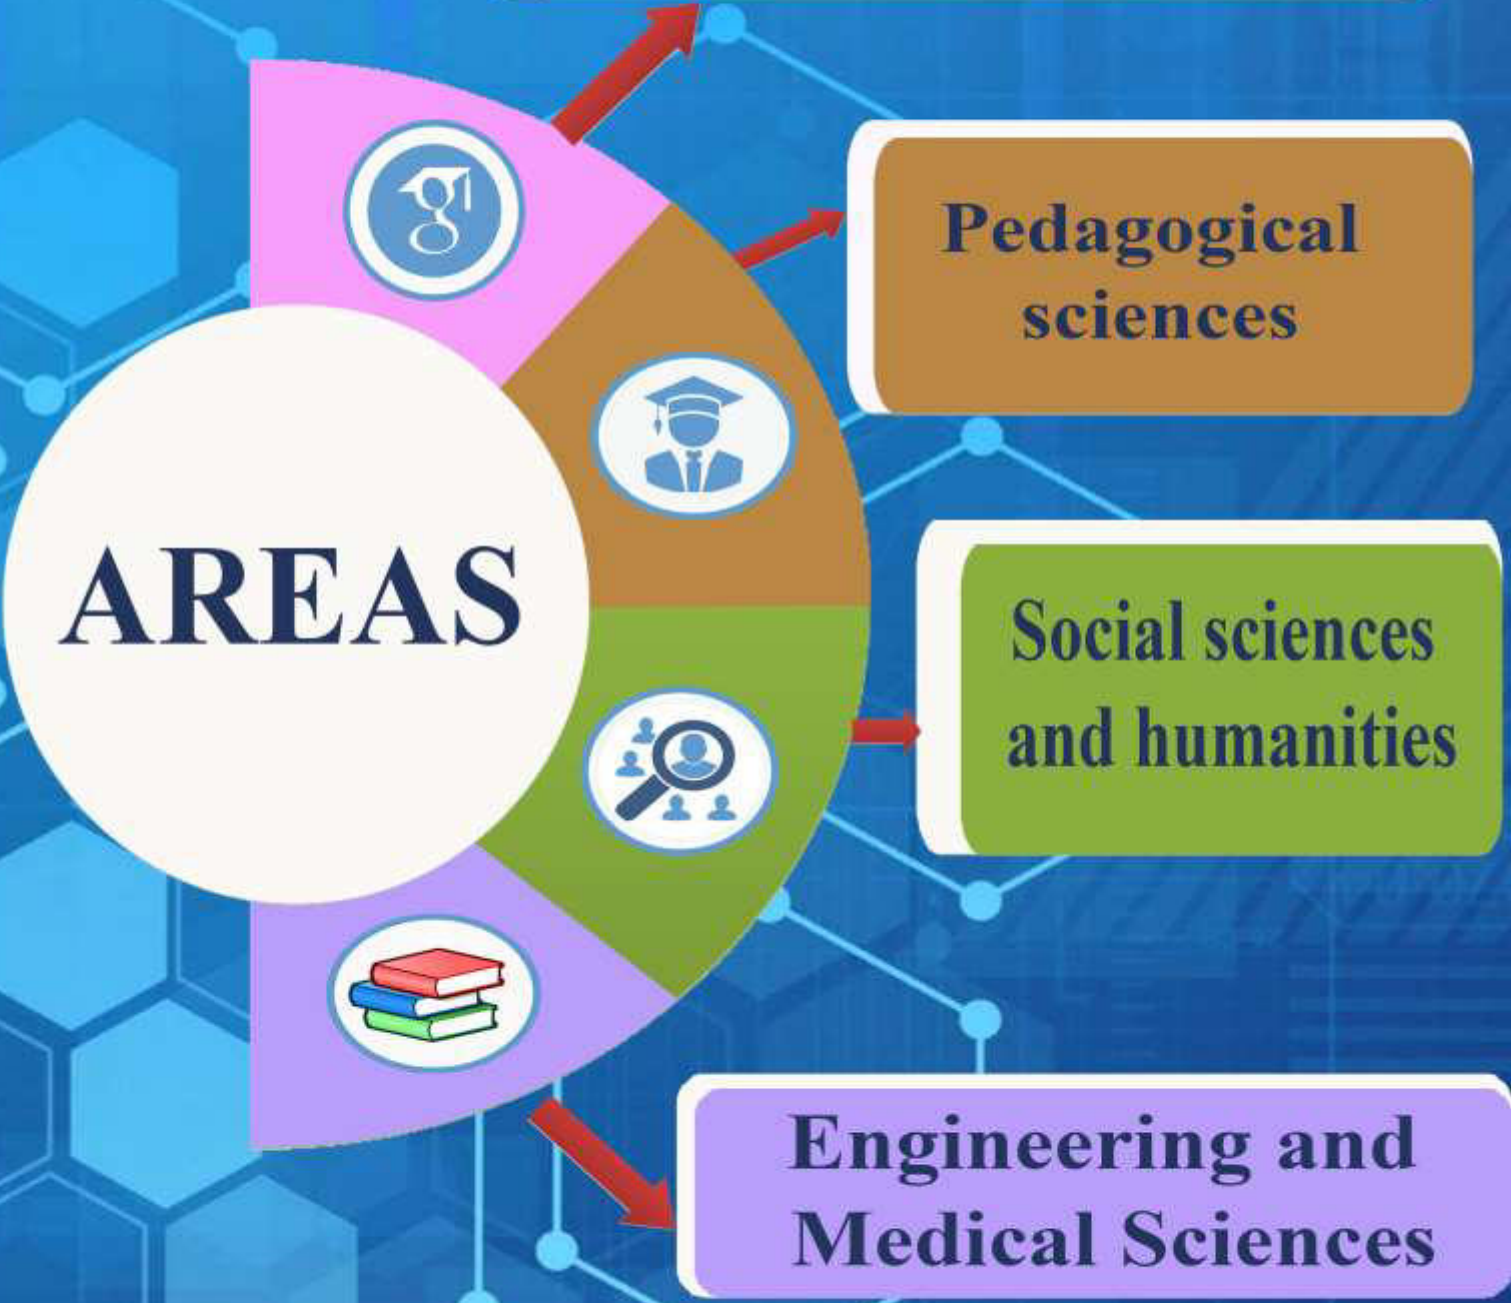 AREAS
Pedagogical
sciences
Social sciences
and humanities
Engineering and
Medical Sciences